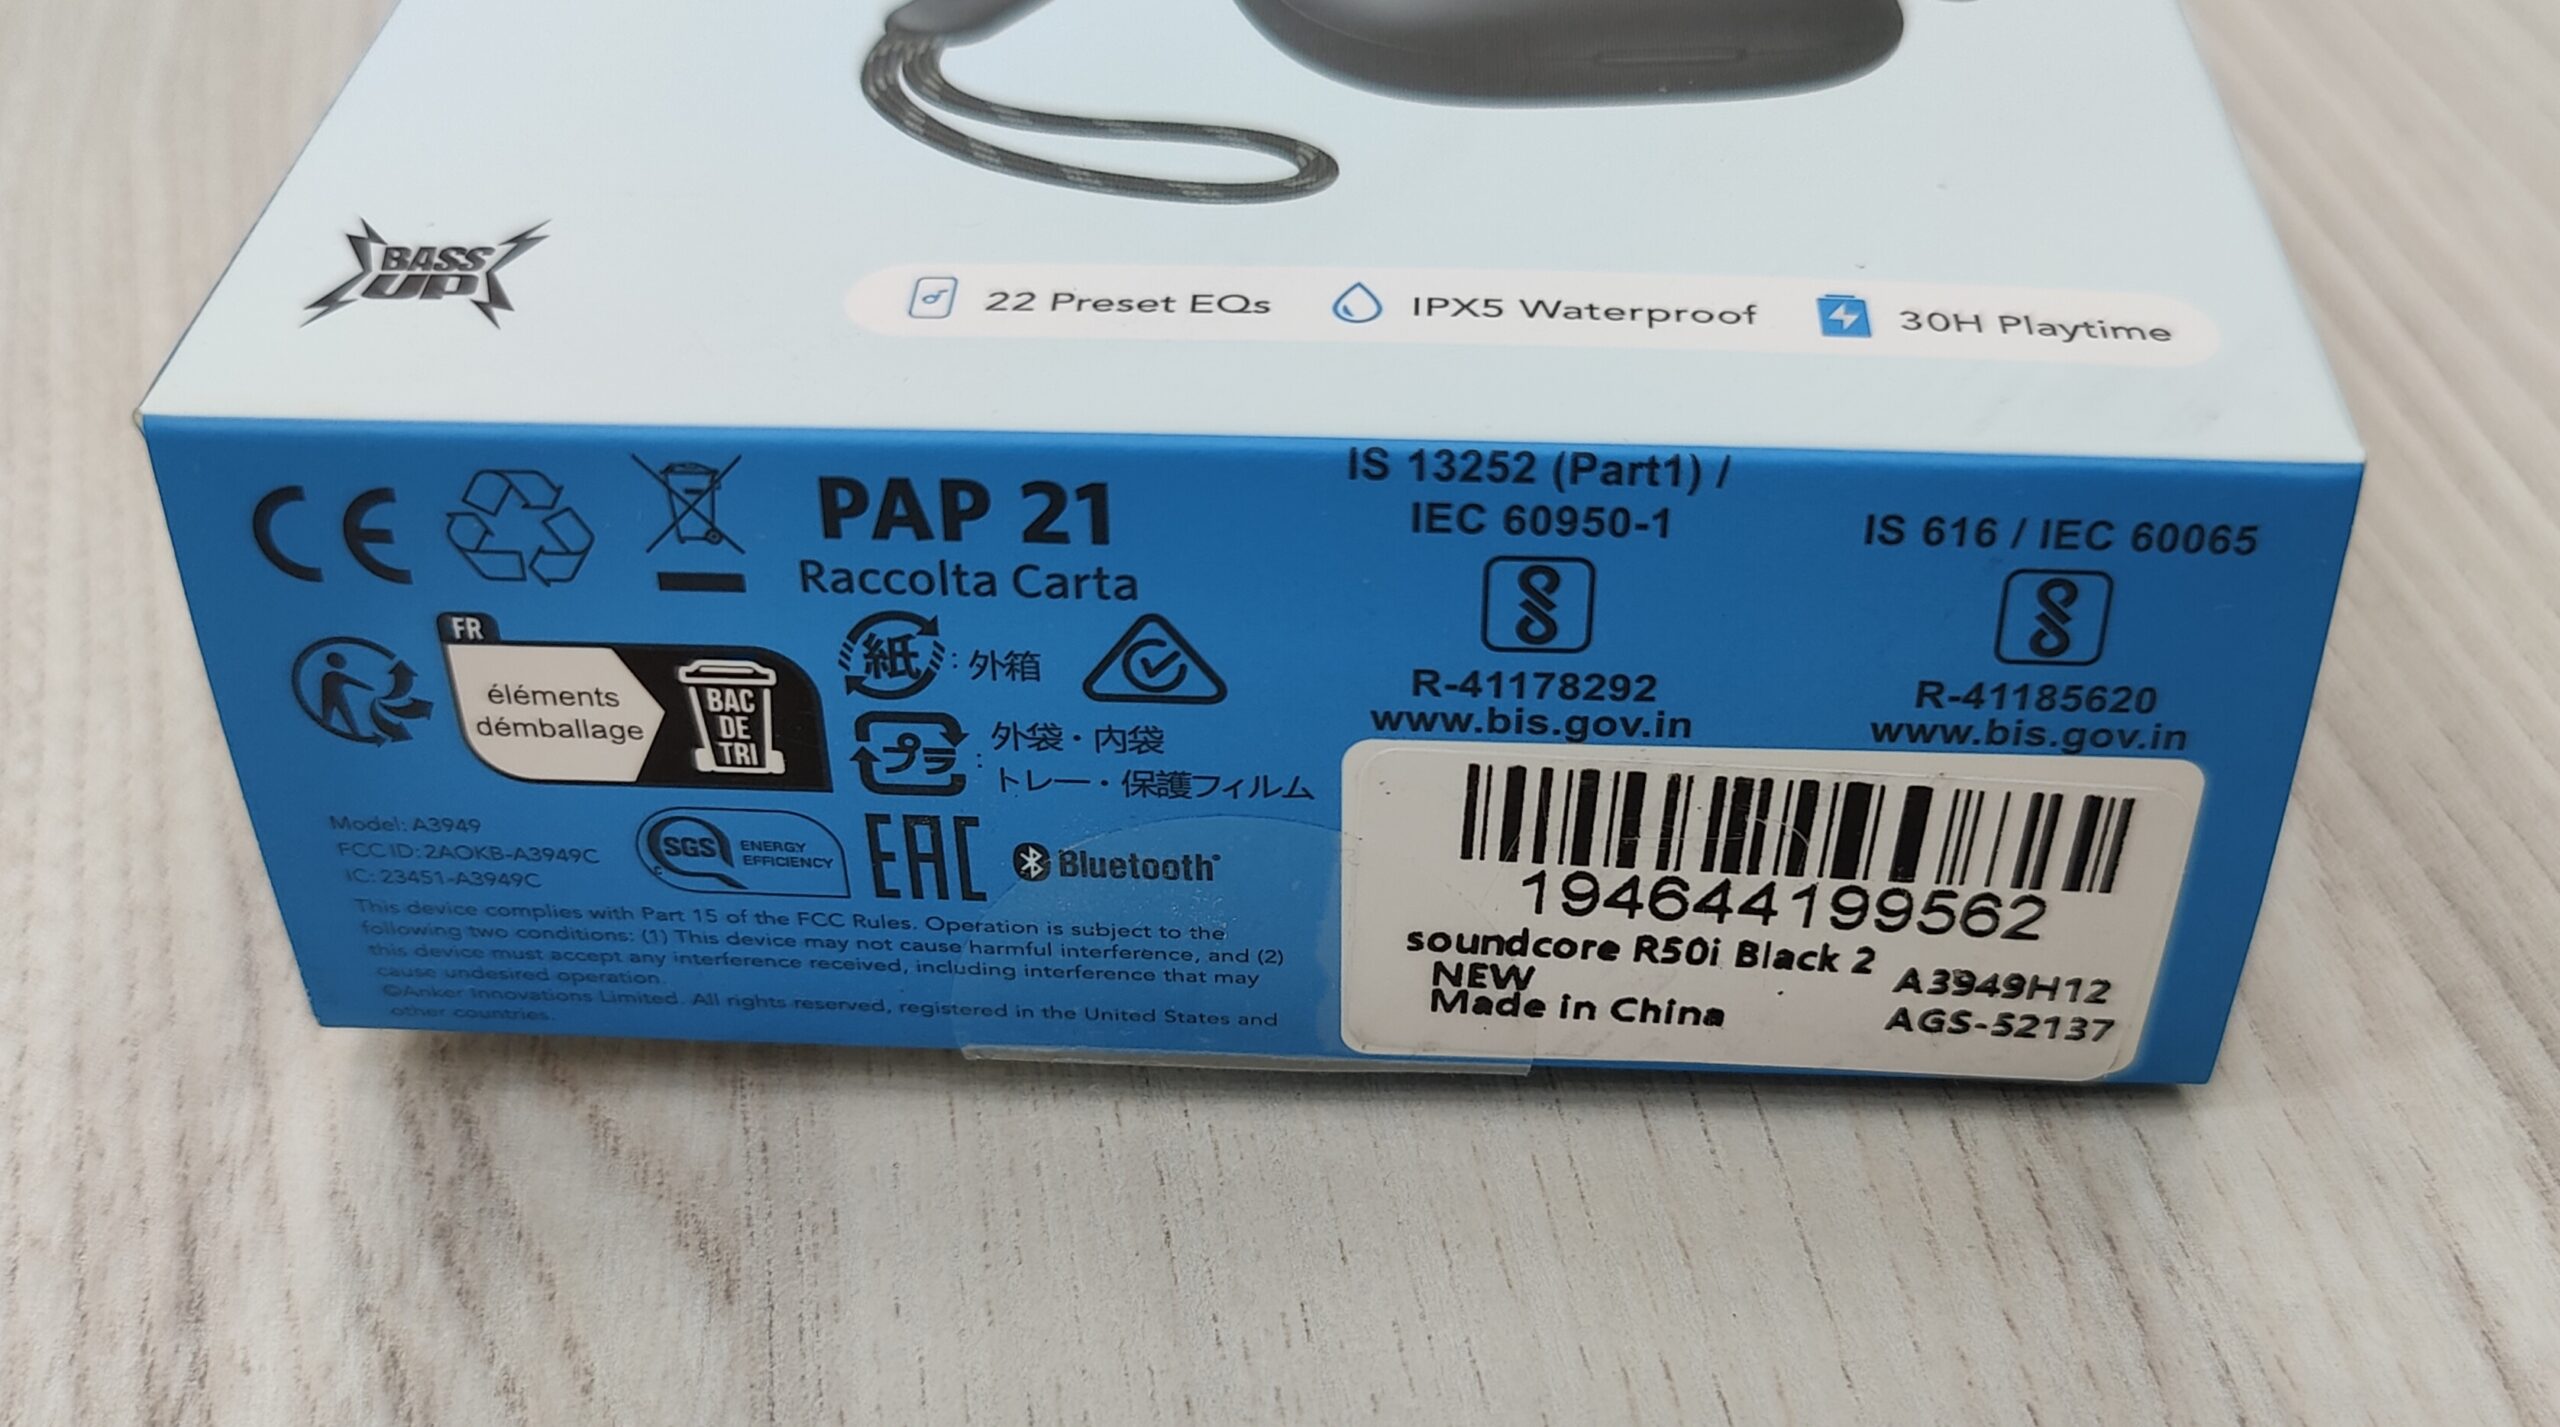 BASS
UP
22 Preset EQs
IPX5 Waterproof
30H Playtime
CE
PAP 21
Raccolta Carta
IS 13252 (Part1) /
IEC 60950-1
R-41178292
www.bis.gov.in
IS 616 / IEC 60065
R-41185620
www.bis.gov.in
FR
éléments
démballage
BAC
DE
TRI
紙 : 外箱
プラ : 外袋・内袋
トレー・保護フィルム
Model: A3949
FCC ID: 2AOKB-A3949C
IC: 23451-A3949C
SGS ENERGY
EFFICIENCY
EAC
Bluetooth®
This device complies with Part 15 of the FCC Rules. Operation is subject to the
following two conditions: (1) This device may not cause harmful interference, and (2)
this device must accept any interference received, including interference that may
cause undesired operation.
©Anker Innovations Limited. All rights reserved, registered in the United States and
other countries.
194644199562
soundcore R50i Black 2
NEW
Made in China
A3949H12
AGS-52137